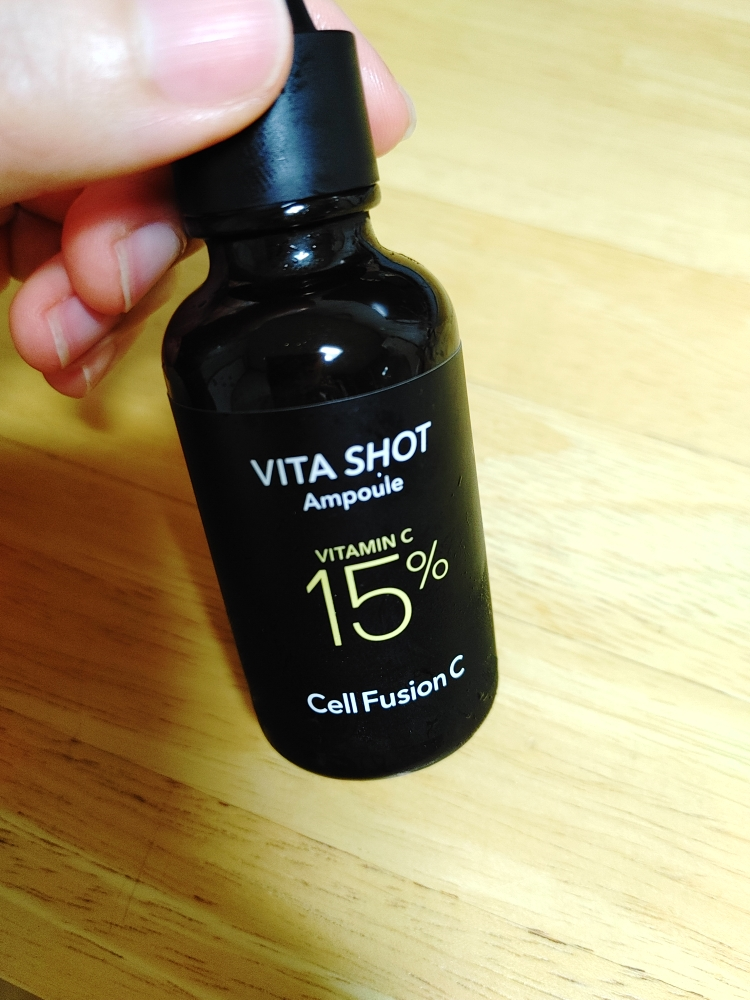 VITA SHOT
Ampoule
VITAMIN C
15%
Cell Fusion C